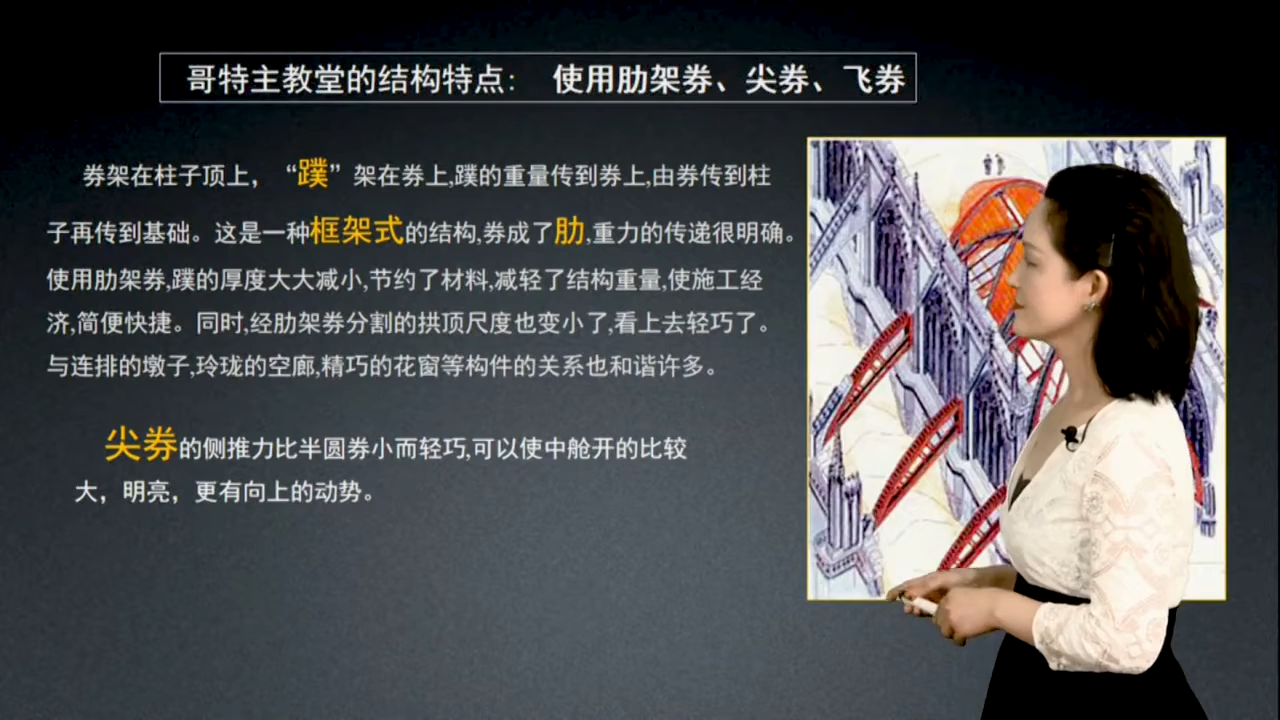 哥特主教堂的结构特点： 使用肋架券、尖券、飞券
券架在柱子顶上，“蹼”架在券上,蹼的重量传到券上,由券传到柱
子再传到基础。这是一种框架式的结构,券成了肋,重力的传递很明确。
使用肋架券,蹼的厚度大大减小,节约了材料,减轻了结构重量,使施工经
济,简便快捷。同时,经肋架券分割的拱顶尺度也变小了,看上去轻巧了。
与连排的墩子,玲珑的空廊,精巧的花窗等构件的关系也和谐许多。
尖券的侧推力比半圆券小而轻巧,可以使中舱开的比较
大，明亮，更有向上的动势。